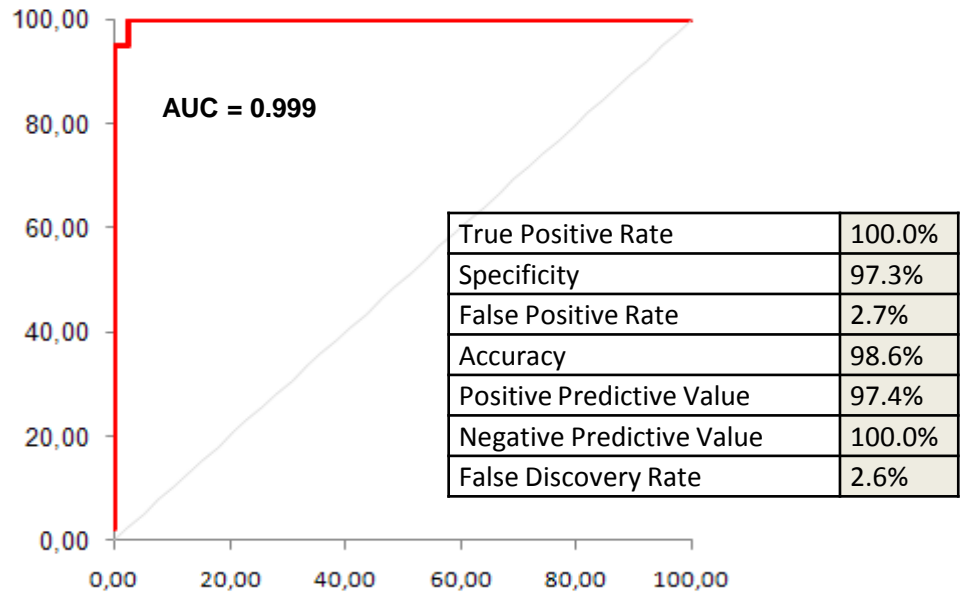 100,00
AUC = 0.999
80,00
60,00
True Positive Rate 100.0%
Specificity 97.3%
False Positive Rate 2.7%
40,00
Accuracy 98.6%
Positive Predictive Value 97.4%
20,00
Negative Predictive Value 100.0%
False Discovery Rate 2.6%
0,00
0,00 20,00 40,00 60,00 80,00 100,00